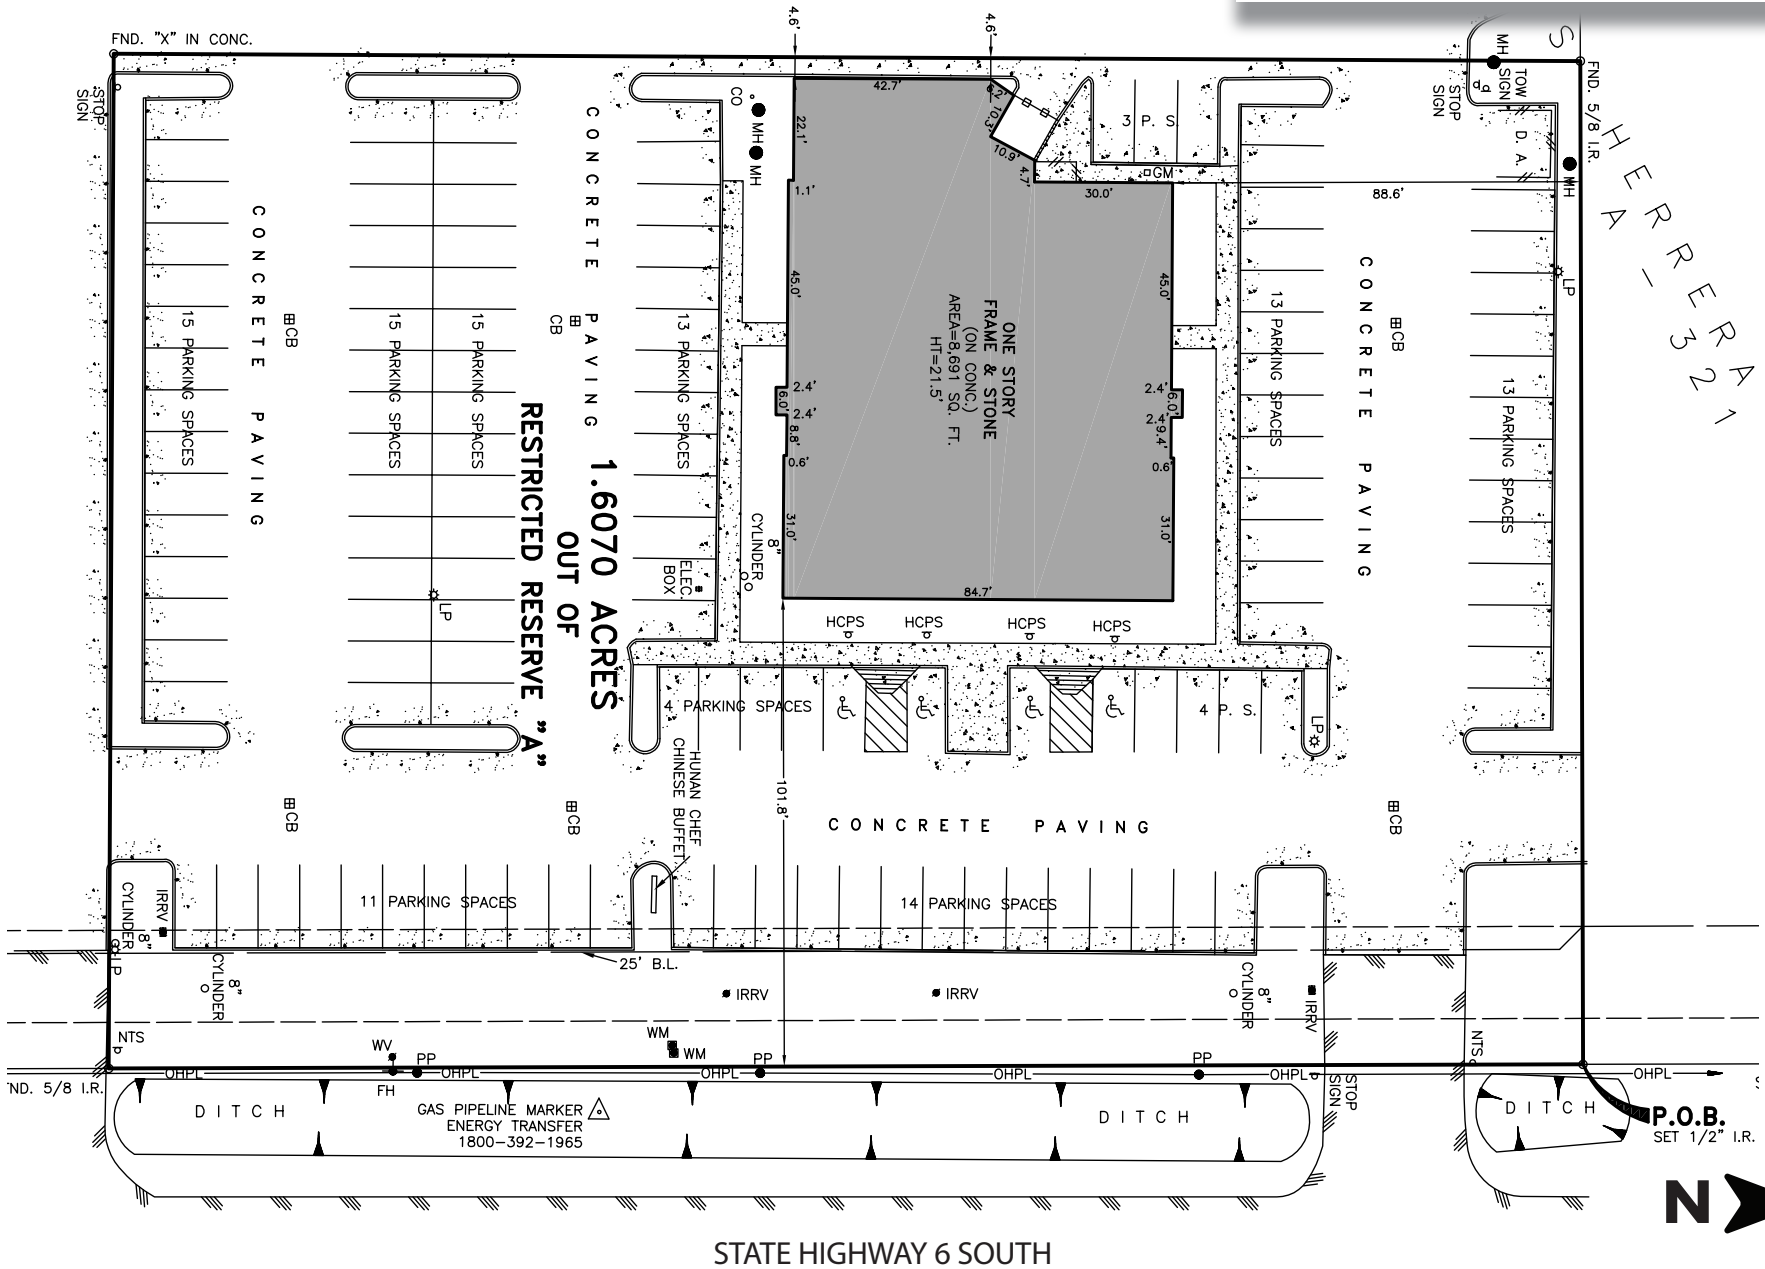 FND. "X" IN CONC.
4.6'
4.6'
S
MH
TOW SIGN
STOP SIGN
FND. 5/8 I.R.
STOP SIGN
CO
MH
MH
42.7'
6.2'
10.3'
10.9'
4.7'
22.1'
1.1'
3 P. S.
GM
30.0'
88.6'
D. A.
MH
HERRERA
A-321
LP
CONCRETE PAVING
CONCRETE PAVING
CONCRETE PAVING
CB
CB
CB
15 PARKING SPACES
15 PARKING SPACES
15 PARKING SPACES
13 PARKING SPACES
13 PARKING SPACES
13 PARKING SPACES
45.0'
45.0'
ONE STORY
FRAME & STONE
(ON CONC.)
AREA=8,691 SQ. FT.
HT=21.5'
2.4'
6.0'
2.4'
8.8'
0.6'
31.0'
2.4'
6.0'
2.4'
9.4'
0.6'
31.0'
84.7'
1.6070 ACRES
OUT OF
RESTRICTED RESERVE "A"
8"
CYLINDER
ELEC.
BOX
LP
HCPS
HCPS
HCPS
HCPS
4 PARKING SPACES
4 P. S.
LP
HUNAN CHEF
CHINESE BUFFET
101.8'
CONCRETE PAVING
CB
CB
CB
11 PARKING SPACES
14 PARKING SPACES
IRRV
8"
CYLINDER
LP
8"
CYLINDER
25' B.L.
IRRV
IRRV
8"
CYLINDER
IRRV
NTS
WV
WM
WM
NTS
PP
PP
PP
OHPL
OHPL
OHPL
OHPL
OHPL
OHPL
FH
STOP
SIGN
ND. 5/8 I.R.
DITCH
GAS PIPELINE MARKER
ENERGY TRANSFER
1800-392-1965
DITCH
DITCH
P.O.B.
SET 1/2" I.R.
N
STATE HIGHWAY 6 SOUTH